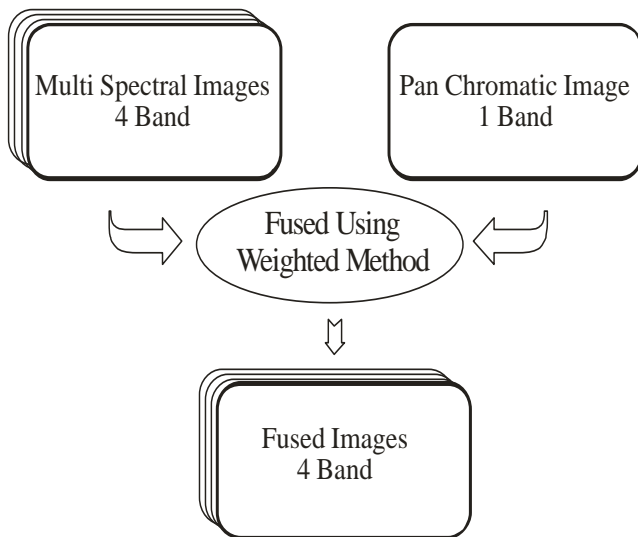 Multi Spectral Images
4 Band
Pan Chromatic Image
1 Band
Fused Using
Weighted Method
Fused Images
4 Band